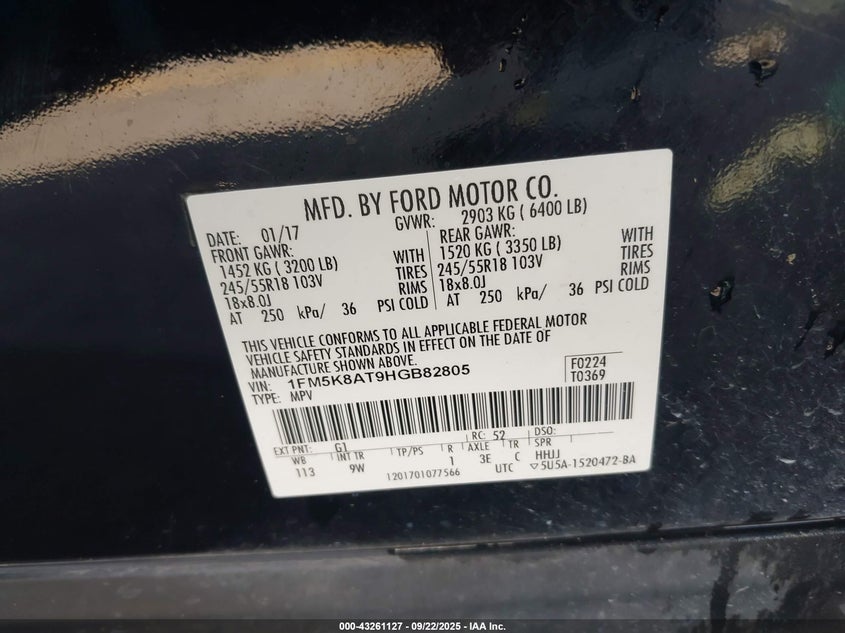 MFD. BY FORD MOTOR CO.
DATE: 01/17 GVWR: 2903 KG ( 6400 LB)
FRONT GAWR: REAR GAWR:
1452 KG ( 3200 LB) WITH 1520 KG ( 3350 LB) WITH
245/55R18 103V TIRES 245/55R18 103V TIRES
18x8.0J RIMS 18x8.0J RIMS
AT 250 kPa/ 36 PSI COLD AT 250 kPa/ 36 PSI COLD
THIS VEHICLE CONFORMS TO ALL APPLICABLE FEDERAL MOTOR
VEHICLE SAFETY STANDARDS IN EFFECT ON THE DATE OF
MANUFACTURE SHOWN ABOVE.
VIN: 1FM5K8AT9HGB82805 F0224
TYPE: MPV T0369
EXT PNT: G1 RC: 52 DSO:
WB INT TR TP/PS R AXLE TR SPR
113 9W 1 3E C HHJJ
1201701077566 UTC ▽5U5A-1520472-BA
000-43261127 - 09/22/2025 - IAA Inc.